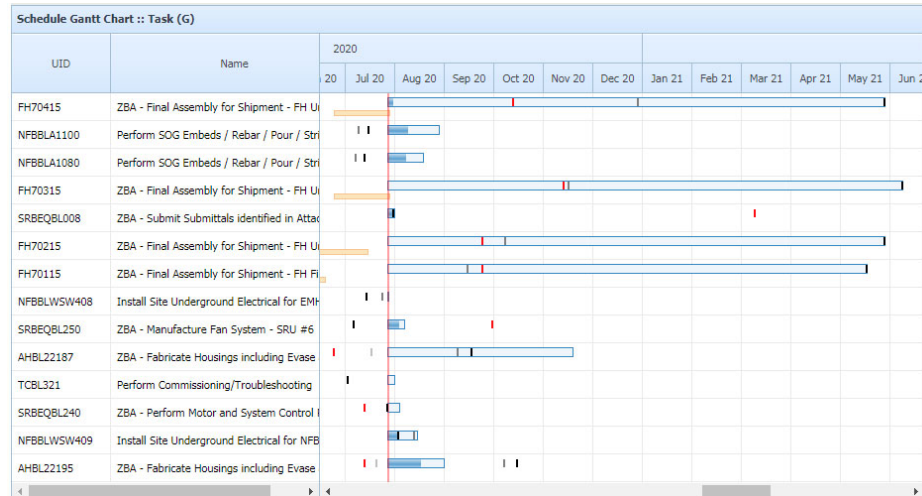 Schedule Gantt Chart :: Task (G)
UID Name 2020
20 Jul 20 Aug 20 Sep 20 Oct 20 Nov 20 Dec 20 Jan 21 Feb 21 Mar 21 Apr 21 May 21 Jun 2
FH70415 ZBA - Final Assembly for Shipment - FH Ur
NFBBLA1100 Perform SOG Embeds / Rebar / Pour / Stri
NFBBLA1080 Perform SOG Embeds / Rebar / Pour / Stri
FH70315 ZBA - Final Assembly for Shipment - FH Ur
SRBEQBL008 ZBA - Submit Submittals identified in Attac
FH70215 ZBA - Final Assembly for Shipment - FH Ur
FH70115 ZBA - Final Assembly for Shipment - FH Fi
NFBBLWSW408 Install Site Underground Electrical for EMH
SRBEQBL250 ZBA - Manufacture Fan System - SRU #6
AHBL22187 ZBA - Fabricate Housings including Evase
TCBL321 Perform Commissioning/Troubleshooting
SRBEQBL240 ZBA - Perform Motor and System Control
NFBBLWSW409 Install Site Underground Electrical for NFB
AHBL22195 ZBA - Fabricate Housings including Evase